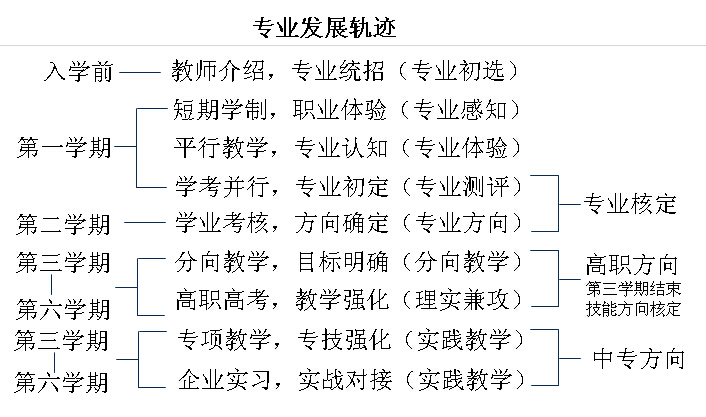 专业发展轨迹
入学前
教师介绍，专业统招（专业初选）
第一学期
短期学制，职业体验（专业感知）
平行教学，专业认知（专业体验）
学考并行，专业初定（专业测评）
第二学期
学业考核，方向确定（专业方向）
专业核定
第三学期
第六学期
分向教学，目标明确（分向教学）
高职高考，教学强化（理实兼攻）
高职方向
第三学期结束
技能方向核定
第三学期
第六学期
专项教学，专技强化（实践教学）
企业实习，实战对接（实践教学）
中专方向